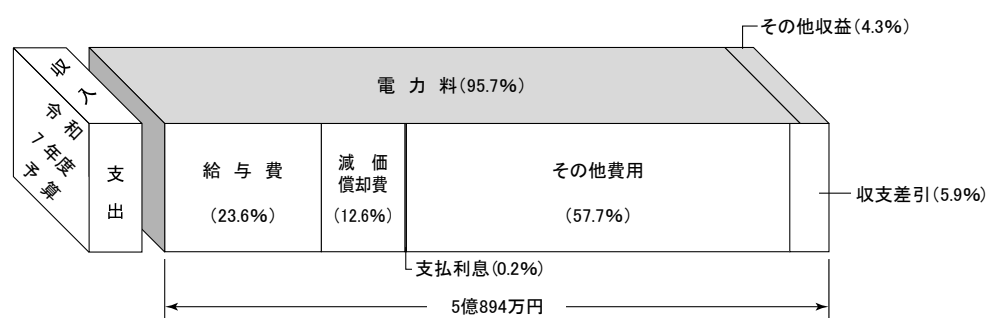 その他収益(4.3%)
収入
電力料(95.7%)
令和
7年度
予算
支出
給与費
(23.6%)
減価
償却費
(12.6%)
その他費用
(57.7%)
収支差引(5.9%)
支払利息(0.2%)
5億894万円